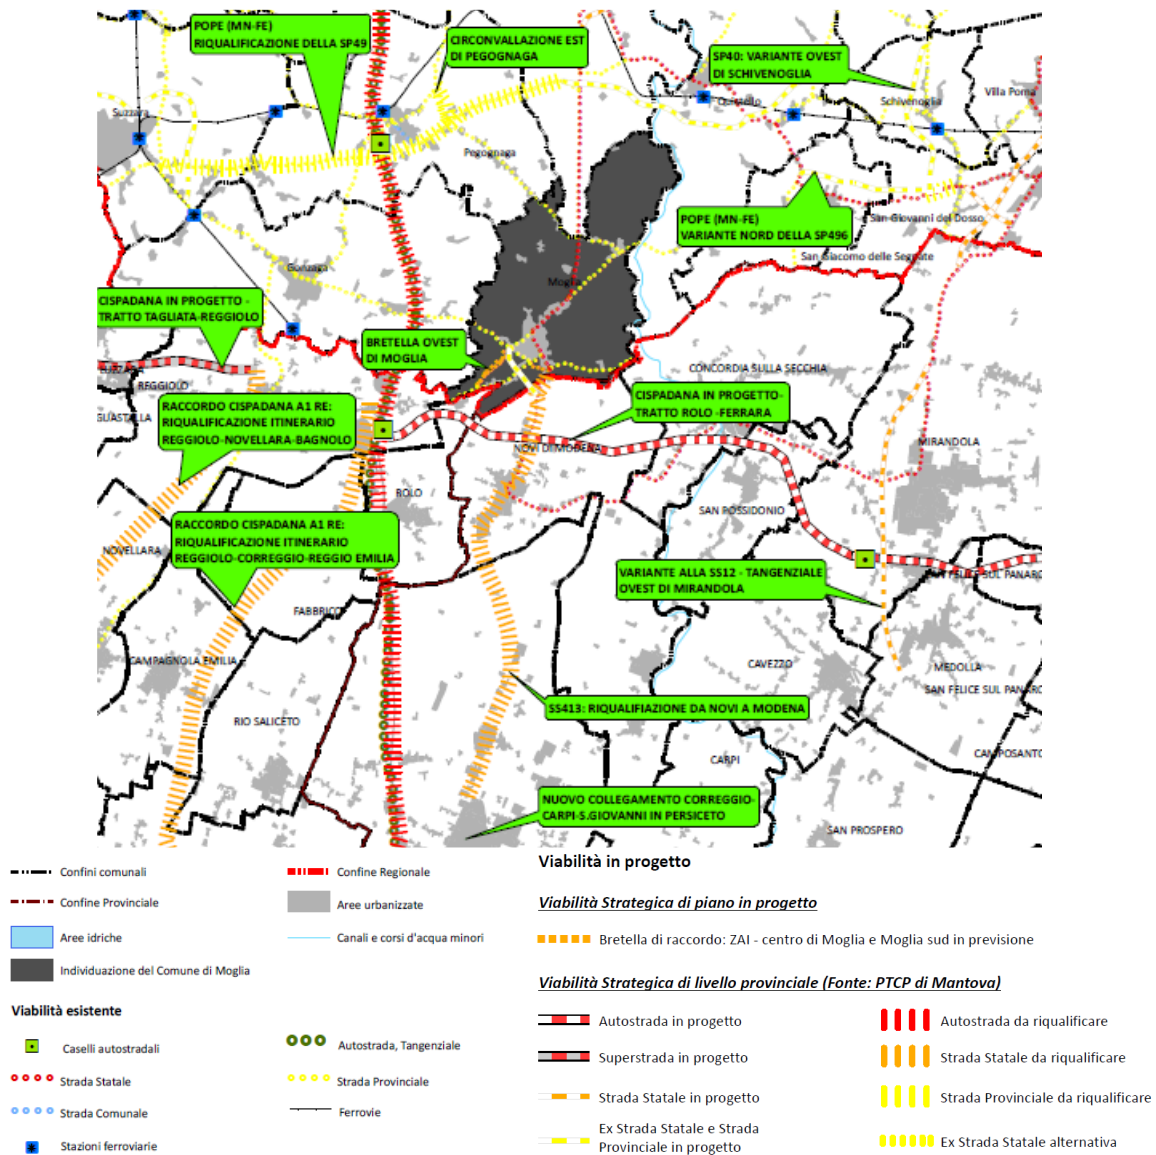 POPE (MN-FE)
RIQUALIFICAZIONE DELLA SP49
CIRCONVALLAZIONE EST
DI PEGOGNAGA
SP40: VARIANTE OVEST
DI SCHIVENOGLIA
Suzzara
Quistello
Schivenoglia
Villa Poma
Pegognaga
POPE (MN-FE)
VARIANTE NORD DELLA SP496
San Giovanni del Dosso
San Giacomo delle Segnate
Gonzaga
Moglia
CISPADANA IN PROGETTO -
TRATTO TAGLIATA-REGGIOLO
BRETELLA OVEST
DI MOGLIA
LUZZARA
REGGIOLO
GUASTALLA
CONCORDIA SULLA SECCHIA
CISPADANA IN PROGETTO-
TRATTO ROLO -FERRARA
RACCORDO CISPADANA A1 RE:
RIQUALIFICAZIONE ITINERARIO
REGGIOLO-NOVELLARA-BAGNOLO
NOVI DI MODENA
MIRANDOLA
ROLO
SAN POSSIDONIO
RACCORDO CISPADANA A1 RE:
RIQUALIFICAZIONE ITINERARIO
REGGIOLO-CORREGGIO-REGGIO EMILIA
NOVELLARA
VARIANTE ALLA SS12 - TANGENZIALE
OVEST DI MIRANDOLA
SAN FELICE SUL PANARO
FABBRICO
CAMPAGNOLA EMILIA
CAVEZZO
MEDOLLA
SAN FELICE SUL PANARO
SS413: RIQUALIFIAZIONE DA NOVI A MODENA
RIO SALICETO
CARPI
CAMPOSANTO
NUOVO COLLEGAMENTO CORREGGIO-
CARPI-S.GIOVANNI IN PERSICETO
SAN PROSPERO
Confini comunali
Confine Provinciale
Aree idriche
Individuazione del Comune di Moglia
Confine Regionale
Aree urbanizzate
Canali e corsi d'acqua minori
Viabilità esistente
Caselli autostradali
Strada Statale
Strada Comunale
Stazioni ferroviarie
Autostrada, Tangenziale
Strada Provinciale
Ferrovie
Viabilità in progetto
Viabilità Strategica di piano in progetto
Bretella di raccordo: ZAI - centro di Moglia e Moglia sud in previsione
Viabilità Strategica di livello provinciale (Fonte: PTCP di Mantova)
Autostrada in progetto
Superstrada in progetto
Strada Statale in progetto
Ex Strada Statale e Strada
Provinciale in progetto
Autostrada da riqualificare
Strada Statale da riqualificare
Strada Provinciale da riqualificare
Ex Strada Statale alternativa